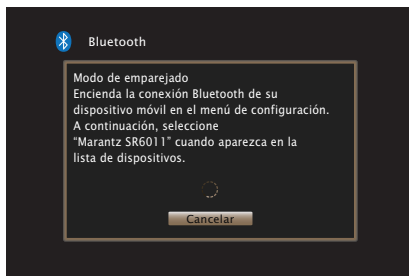 Bluetooth
Modo de emparejado
Encienda la conexión Bluetooth de su
dispositivo móvil en el menú de configuración.
A continuación, seleccione
“Marantz SR6011” cuando aparezca en la
lista de dispositivos.
Cancelar